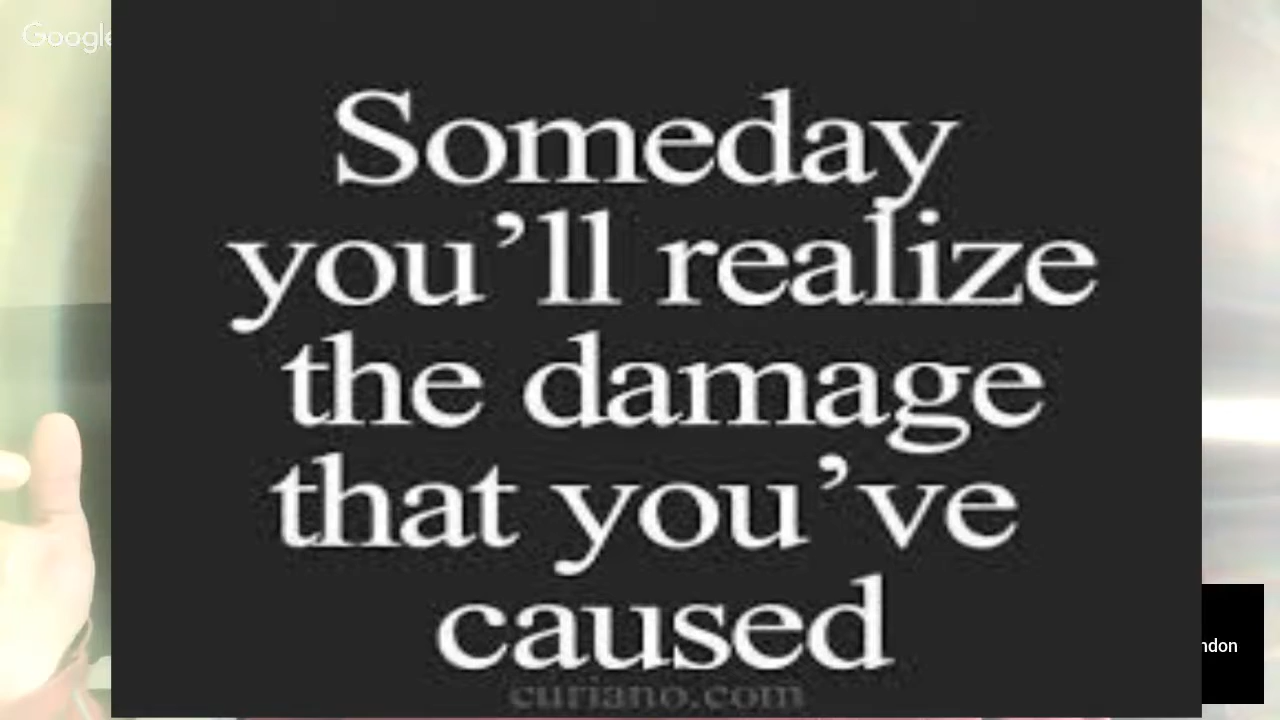 Google
Someday
you'll realize
the damage
that you've
caused
curiano.com
ndon